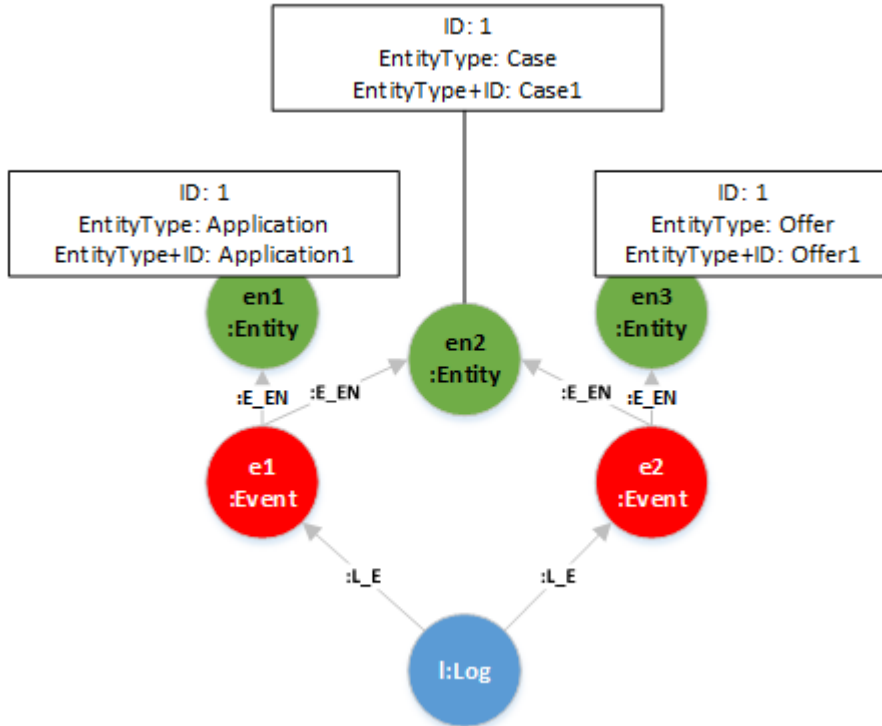 ID: 1
EntityType: Case
EntityType+ID: Case1
ID: 1
EntityType: Application
EntityType+ID: Application1
ID: 1
EntityType: Offer
EntityType+ID: Offer1
en1
:Entity
en2
:Entity
en3
:Entity
:E_EN
:E_EN
:E_EN
:E_EN
e1
:Event
e2
:Event
:L_E
:L_E
l:Log